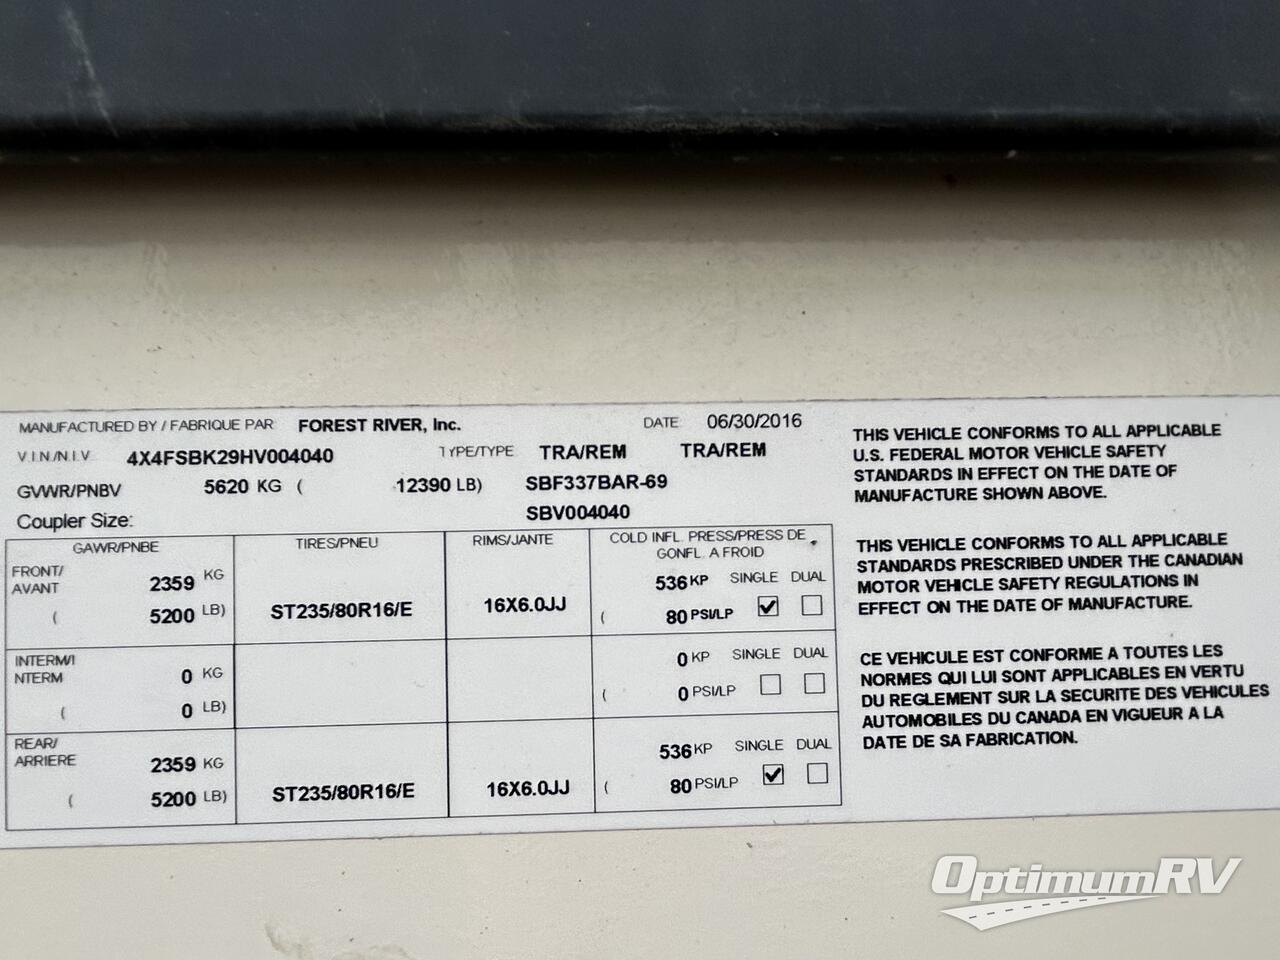 MANUFACTURED BY / FABRIQUE PAR FOREST RIVER, Inc. DATE 06/30/2016
V.I.N/N.I.V 4X4FSBK29HV004040 TYPE/TYPE TRA/REM TRA/REM
GVWR/PNBV 5620 KG ( 12390 LB) SBF337BAR-69
Coupler Size: SBV004040
GAWR/PNBE TIRES/PNEU RIMS/JANTE COLD INFL. PRESS/PRESS DE
GONFL. A FROID
FRONT/
AVANT 2359 KG 536 KP SINGLE DUAL
( 5200 LB) ST235/80R16/E 16X6.0JJ ( 80 PSI/LP
INTERM/I
NTERM 0 KG 0 KP SINGLE DUAL
( 0 LB) ( 0 PSI/LP
REAR/
ARRIERE 2359 KG 536 KP SINGLE DUAL
( 5200 LB) ST235/80R16/E 16X6.0JJ ( 80 PSI/LP
THIS VEHICLE CONFORMS TO ALL APPLICABLE
U.S. FEDERAL MOTOR VEHICLE SAFETY
STANDARDS IN EFFECT ON THE DATE OF
MANUFACTURE SHOWN ABOVE.
THIS VEHICLE CONFORMS TO ALL APPLICABLE
STANDARDS PRESCRIBED UNDER THE CANADIAN
MOTOR VEHICLE SAFETY REGULATIONS IN
EFFECT ON THE DATE OF MANUFACTURE.
CE VEHICULE EST CONFORME A TOUTES LES
NORMES QUI LUI SONT APPLICABLES EN VERTU
DU REGLEMENT SUR LA SECURITE DES VEHICULES
AUTOMOBILES DU CANADA EN VIGUEUR A LA
DATE DE SA FABRICATION.
OptimumRV